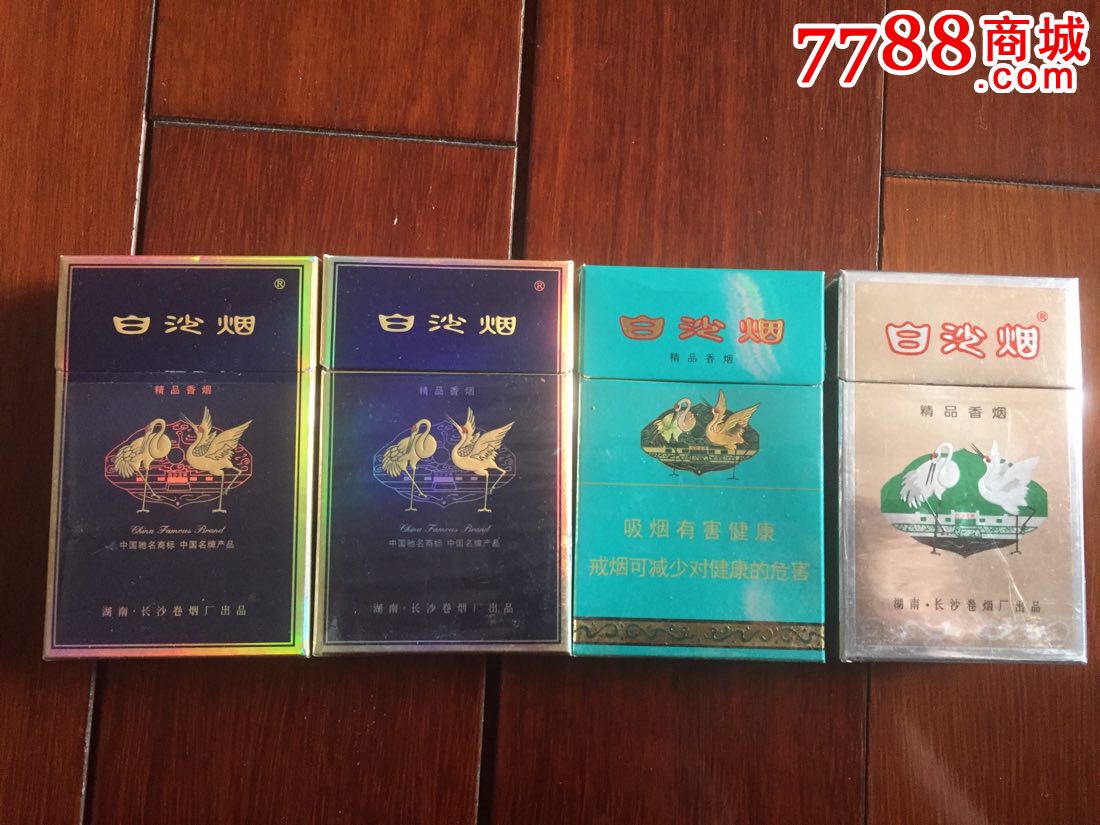 7788商城
.com
白沙烟®
精品香烟
China Famous Brand
中国驰名商标 中国名牌产品
湖南·长沙卷烟厂出品
白沙烟®
精品香烟
China Famous Brand
中国驰名商标 中国名牌产品
湖南·长沙卷烟厂出品
白沙烟
精品香烟
吸烟有害健康
戒烟可减少对健康的危害
白沙烟®
精品香烟
湖南·长沙卷烟厂出品